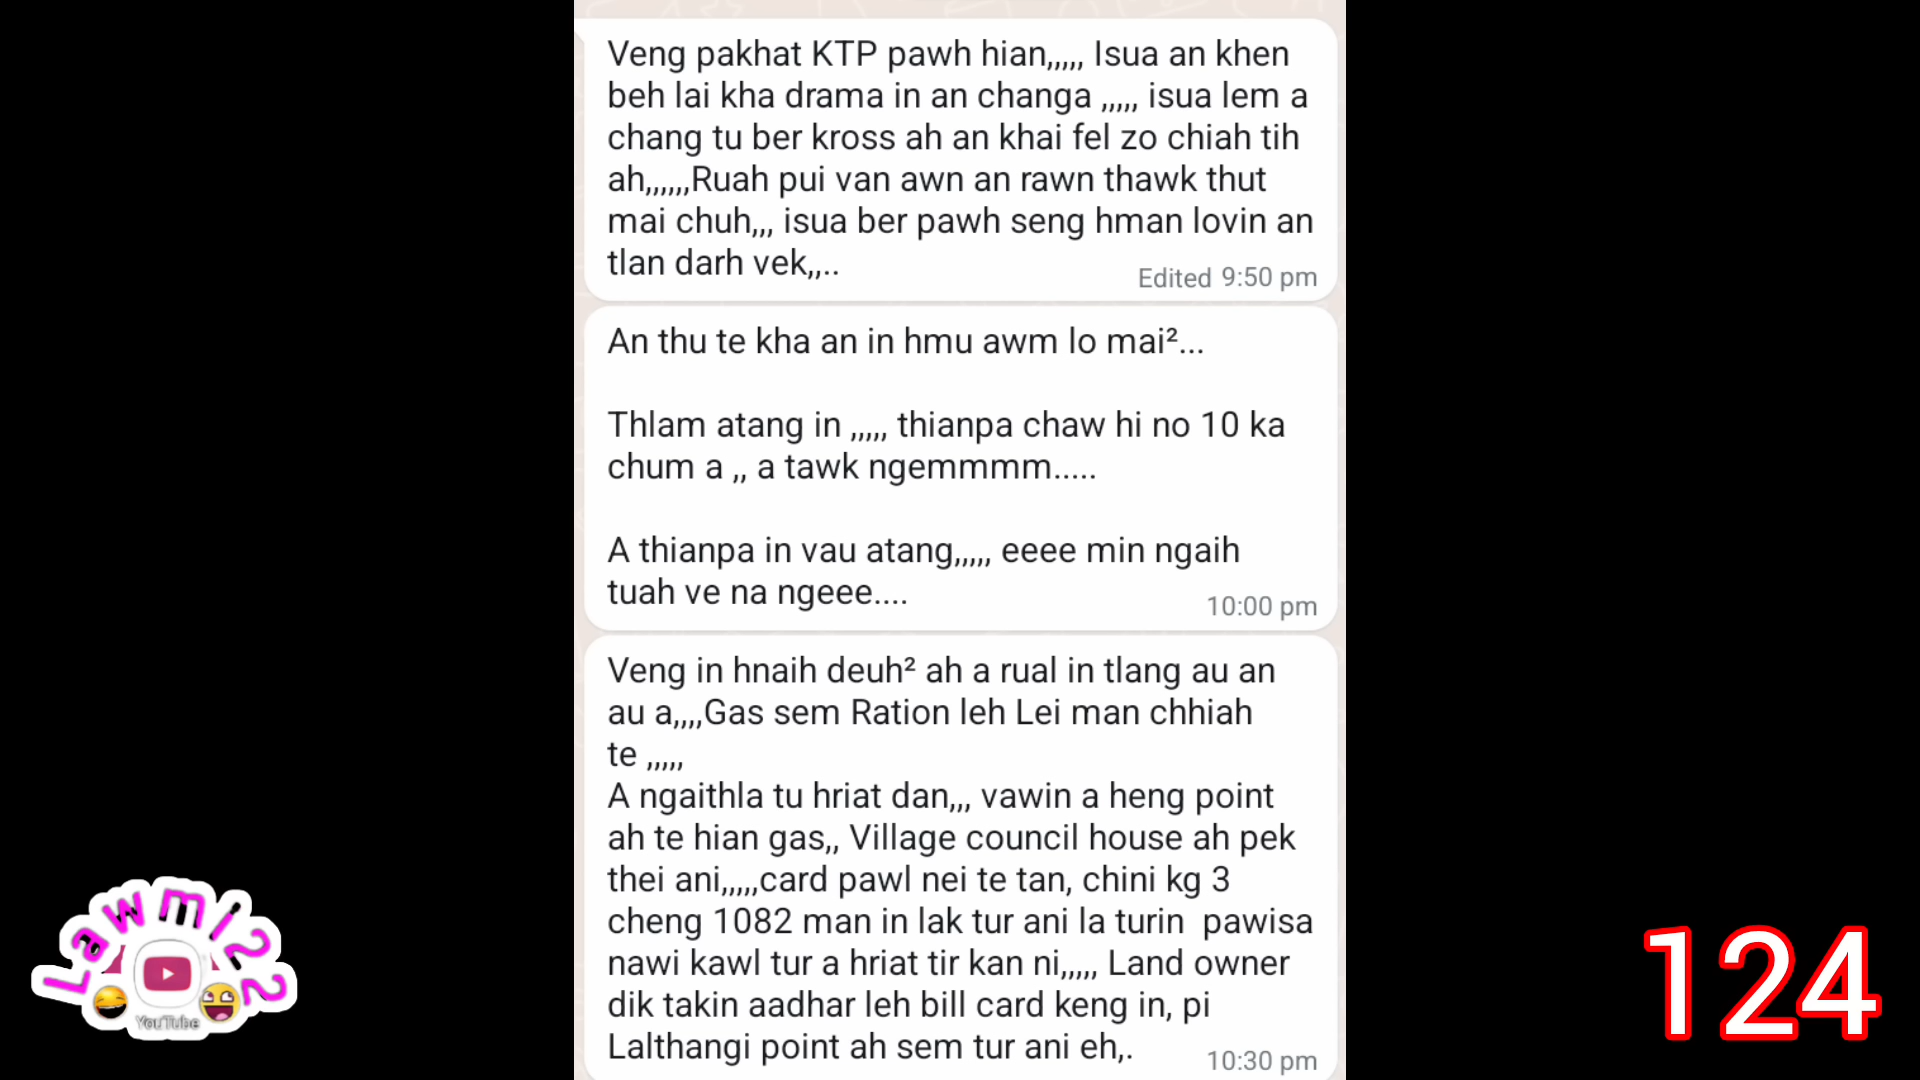 Veng pakhat KTP pawh hian,,,,, Isua an khen
beh lai kha drama in an changa ,,,,, isua lem a
chang tu ber kross ah an khai fel zo chiah tih
ah,,,,,,Ruah pui van awn an rawn thawk thut
mai chuh,,, isua ber pawh seng hman lovin an
tlan darh vek,,..
Edited 9:50 pm
An thu te kha an in hmu awm lo mai²...
Thlam atang in ,,,,, thianpa chaw hi no 10 ka
chum a ,, a tawk ngemmmm.....
A thianpa in vau atang,,,,, eeee min ngaih
tuah ve na ngeee....
10:00 pm
Veng in hnaih deuh² ah a rual in tlang au an
au a,,,,Gas sem Ration leh Lei man chhiah
te ,,,,,
A ngaithla tu hriat dan,,, vawin a heng point
ah te hian gas,, Village council house ah pek
thei ani,,,,,card pawl nei te tan, chini kg 3
cheng 1082 man in lak tur ani la turin pawisa
nawi kawl tur a hriat tir kan ni,,,,, Land owner
dik takin aadhar leh bill card keng in, pi
Lalthangi point ah sem tur ani eh,.
10:30 pm
Lawmi22
YouTube
124